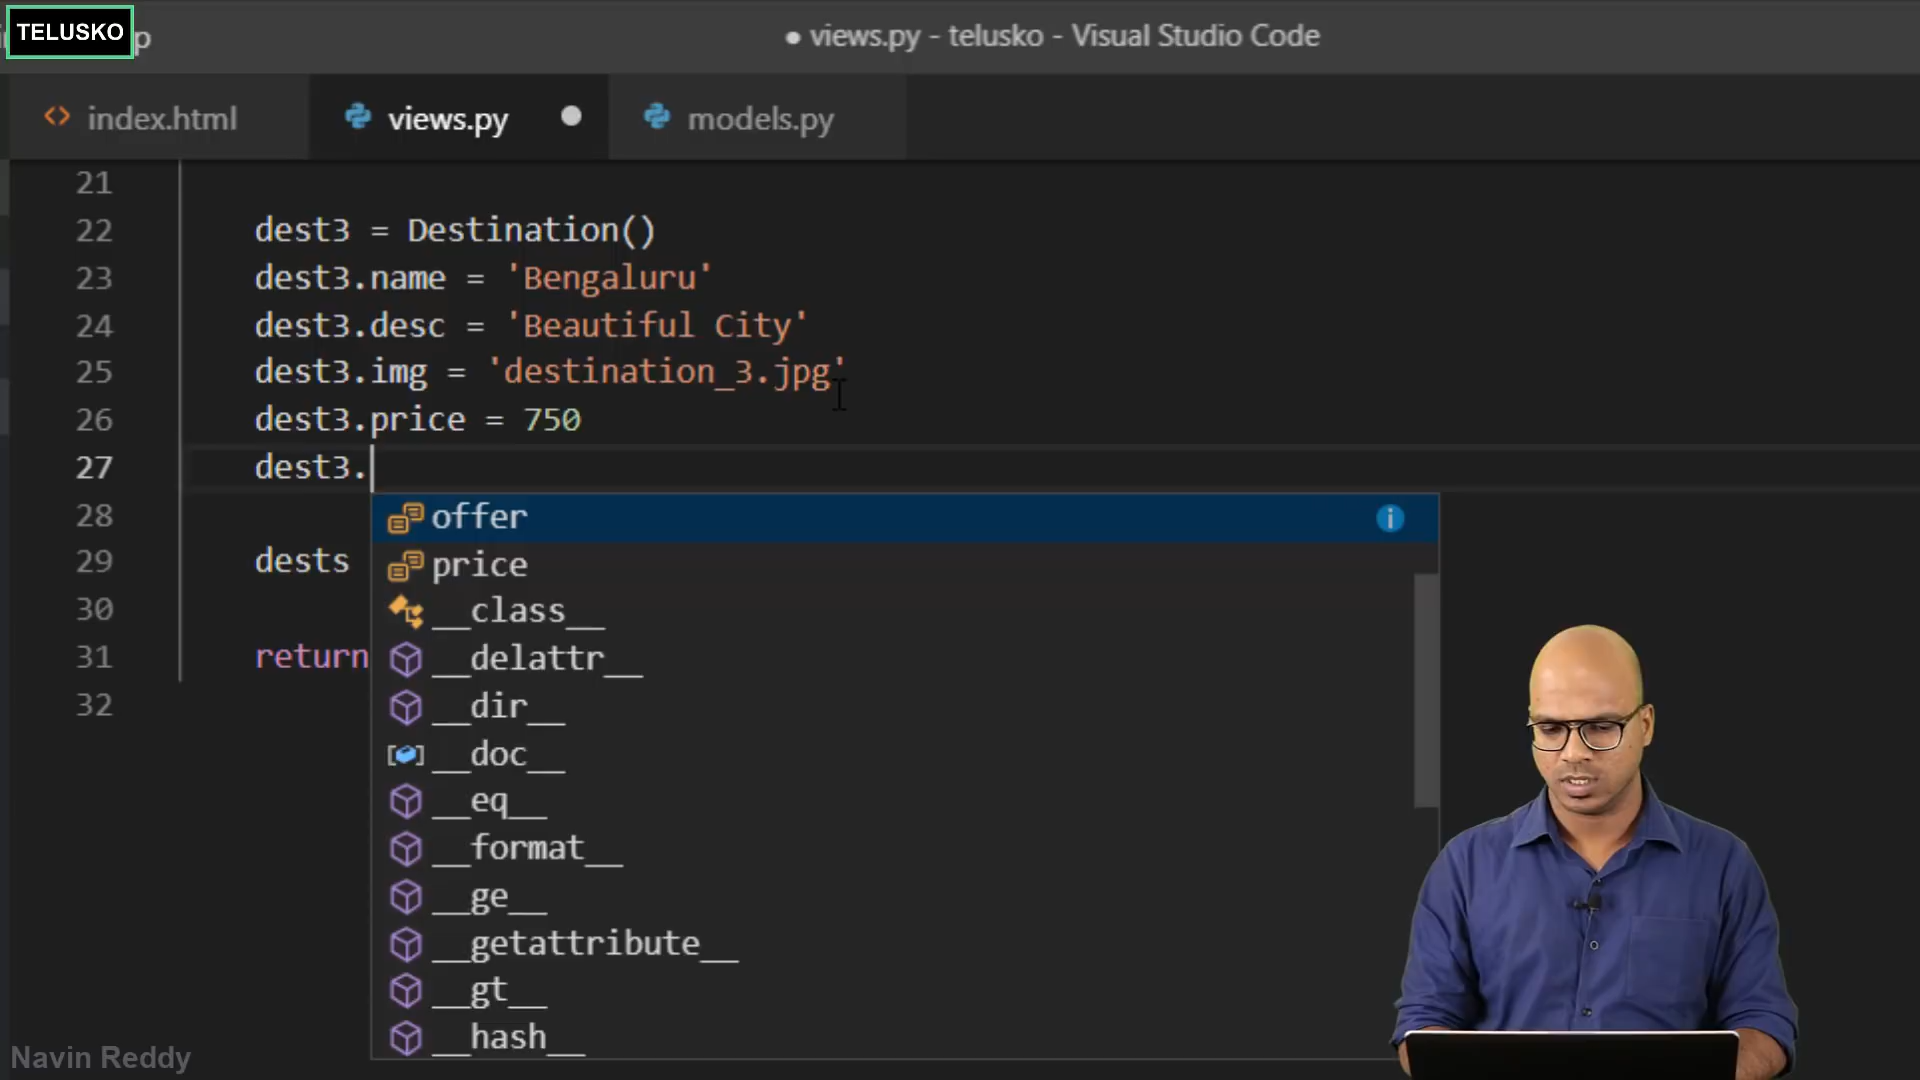 TELUSKO
p
views.py - telusko - Visual Studio Code
index.html
views.py
models.py
21
22 dest3 = Destination()
23 dest3.name = 'Bengaluru'
24 dest3.desc = 'Beautiful City'
25 dest3.img = 'destination_3.jpg'
26 dest3.price = 750
27 dest3.
28
29 dests
30
31 return
32
offer
price
__class__
__delattr__
__dir__
__doc__
__eq__
__format__
__ge__
__getattribute__
__gt__
__hash__
Navin Reddy